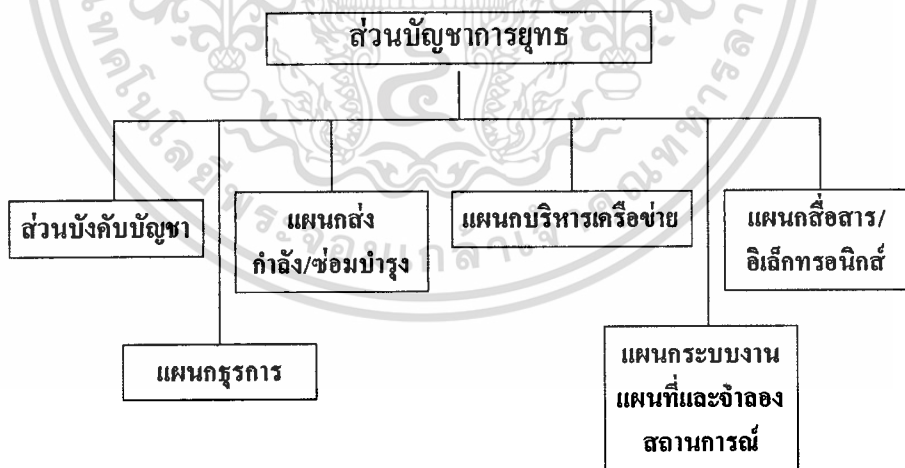 ส่วนบัญชาการยุทธ
ส่วนบังคับบัญชา
แผนกส่ง
กำลัง/ซ่อมบำรุง
แผนกบริหารเครือข่าย
แผนกสื่อสาร/
อิเล็กทรอนิกส์
แผนกธุรการ
แผนกระบบงาน
แผนที่และจำลอง
สถานการณ์